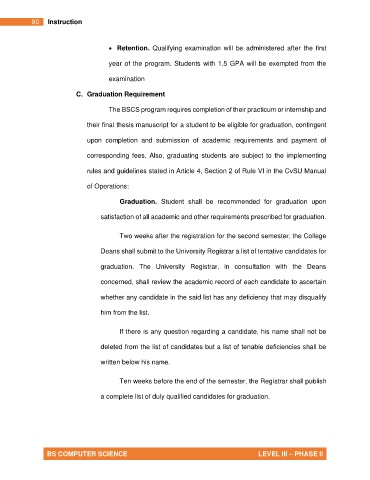 80 Instruction
• Retention. Qualifying examination will be administered after the first
year of the program. Students with 1.5 GPA will be exempted from the
examination
C. Graduation Requirement
The BSCS program requires completion of their practicum or internship and
their final thesis manuscript for a student to be eligible for graduation, contingent
upon completion and submission of academic requirements and payment of
corresponding fees. Also, graduating students are subject to the implementing
rules and guidelines stated in Article 4, Section 2 of Rule VI in the CvSU Manual
of Operations:
Graduation. Student shall be recommended for graduation upon
satisfaction of all academic and other requirements prescribed for graduation.
Two weeks after the registration for the second semester, the College
Deans shall submit to the University Registrar a list of tentative candidates for
graduation. The University Registrar, in consultation with the Deans
concerned, shall review the academic record of each candidate to ascertain
whether any candidate in the said list has any deficiency that may disqualify
him from the list.
If there is any question regarding a candidate, his name shall not be
deleted from the list of candidates but a list of tenable deficiencies shall be
written below his name.
Ten weeks before the end of the semester, the Registrar shall publish
a complete list of duly qualified candidates for graduation.
BS COMPUTER SCIENCE LEVEL III – PHASE II